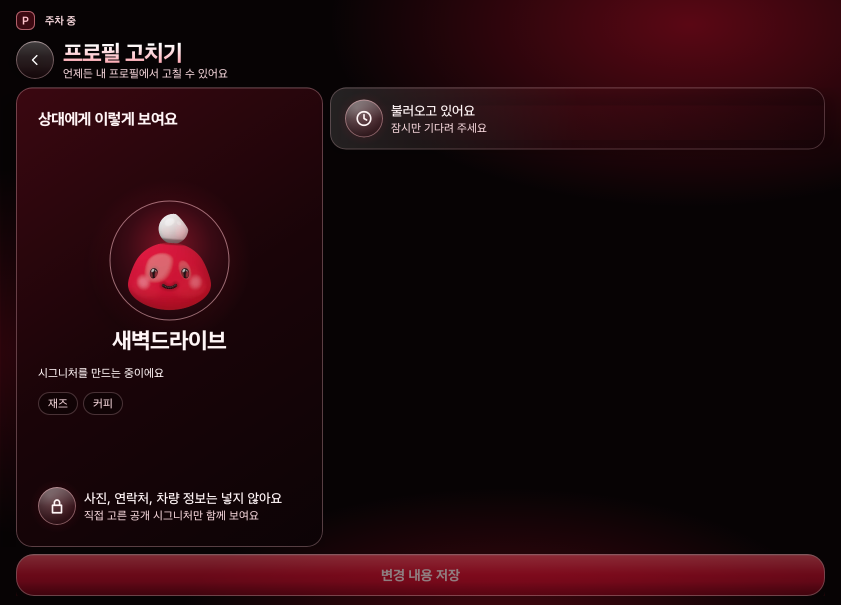 P 주차 중
프로필 고치기
언제든 내 프로필에서 고칠 수 있어요
상대에게 이렇게 보여요
새벽드라이브
시그니처를 만드는 중이에요
재즈 커피
사진, 연락처, 차량 정보는 넣지 않아요
직접 고른 공개 시그니처만 함께 보여요
불러오고 있어요
잠시만 기다려 주세요
변경 내용 저장